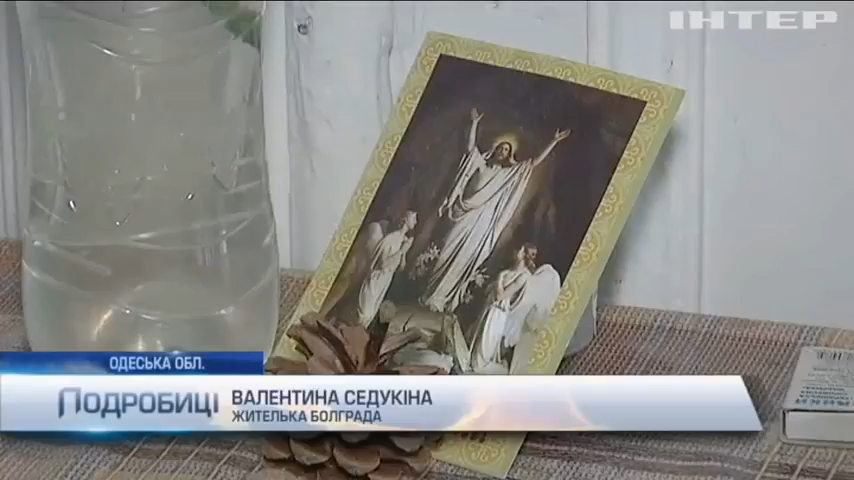 ІНТЕР
ОДЕСЬКА ОБЛ.
ПОДРОБИЦІ
ВАЛЕНТИНА СЕДУКІНА
ЖИТЕЛЬКА БОЛГРАДА